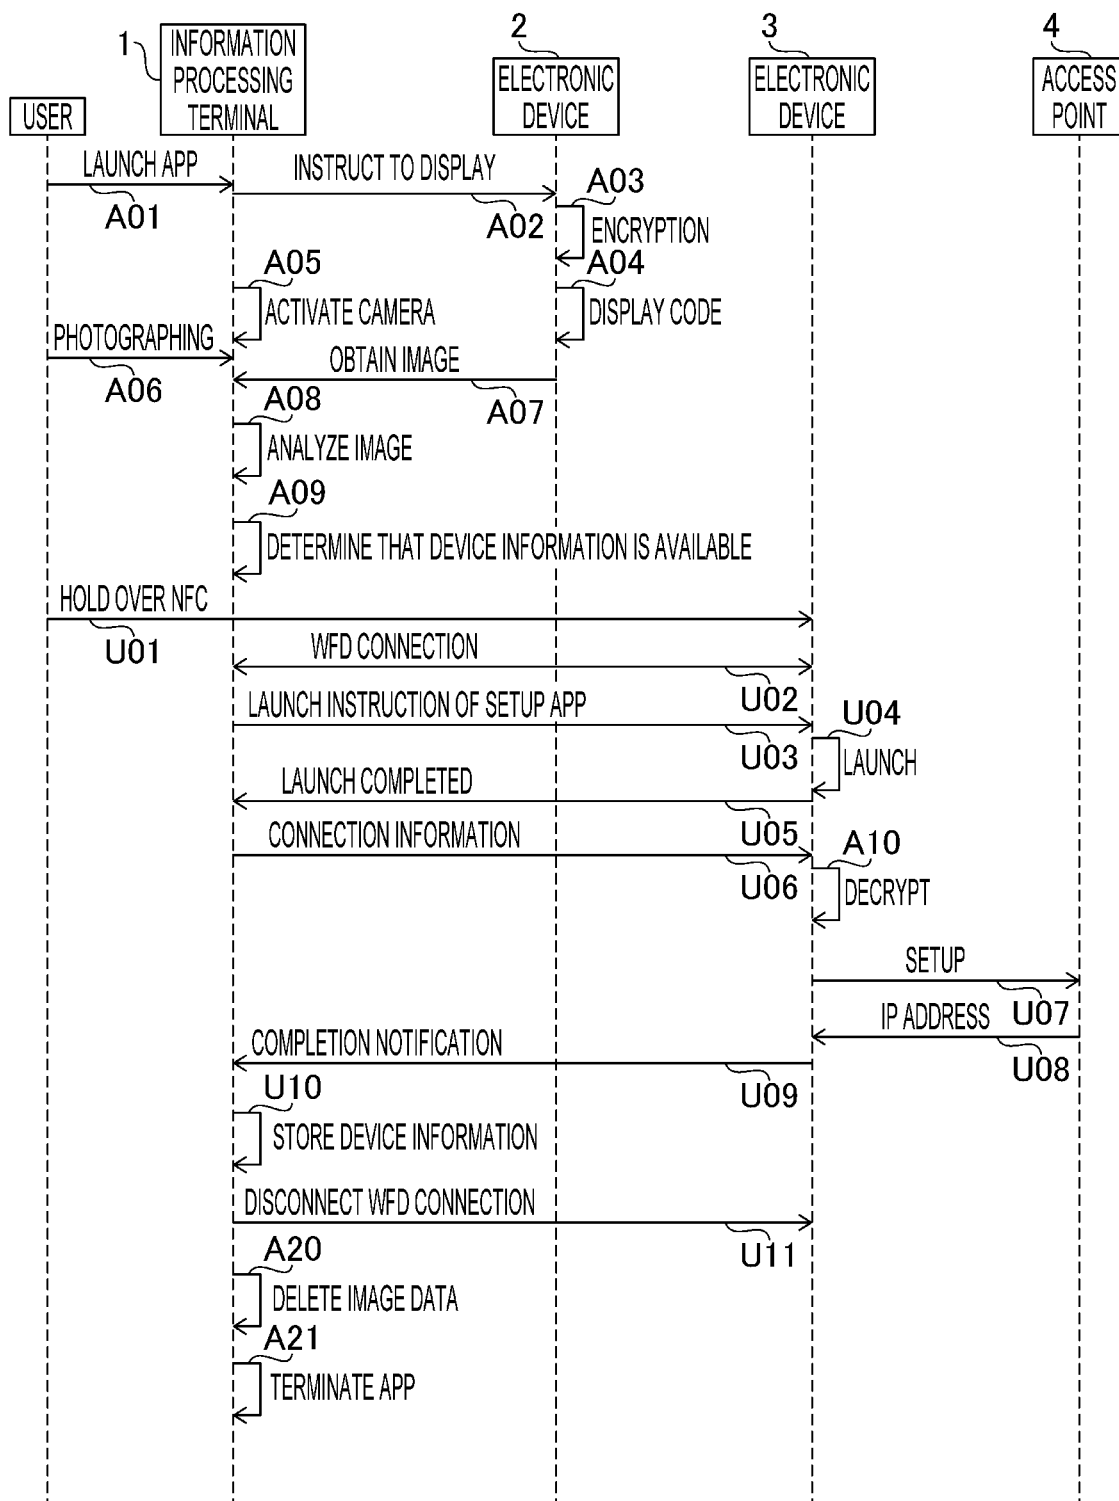 1
INFORMATION
PROCESSING
TERMINAL
2
ELECTRONIC
DEVICE
3
ELECTRONIC
DEVICE
4
ACCESS
POINT
USER
LAUNCH APP
A01
INSTRUCT TO DISPLAY
A02
A03
ENCRYPTION
A05
ACTIVATE CAMERA
A04
DISPLAY CODE
PHOTOGRAPHING
A06
OBTAIN IMAGE
A07
A08
ANALYZE IMAGE
A09
DETERMINE THAT DEVICE INFORMATION IS AVAILABLE
HOLD OVER NFC
U01
WFD CONNECTION
U02
LAUNCH INSTRUCTION OF SETUP APP
U03
U04
LAUNCH
LAUNCH COMPLETED
U05
CONNECTION INFORMATION
U06
A10
DECRYPT
SETUP
U07
IP ADDRESS
U08
COMPLETION NOTIFICATION
U09
U10
STORE DEVICE INFORMATION
DISCONNECT WFD CONNECTION
U11
A20
DELETE IMAGE DATA
A21
TERMINATE APP